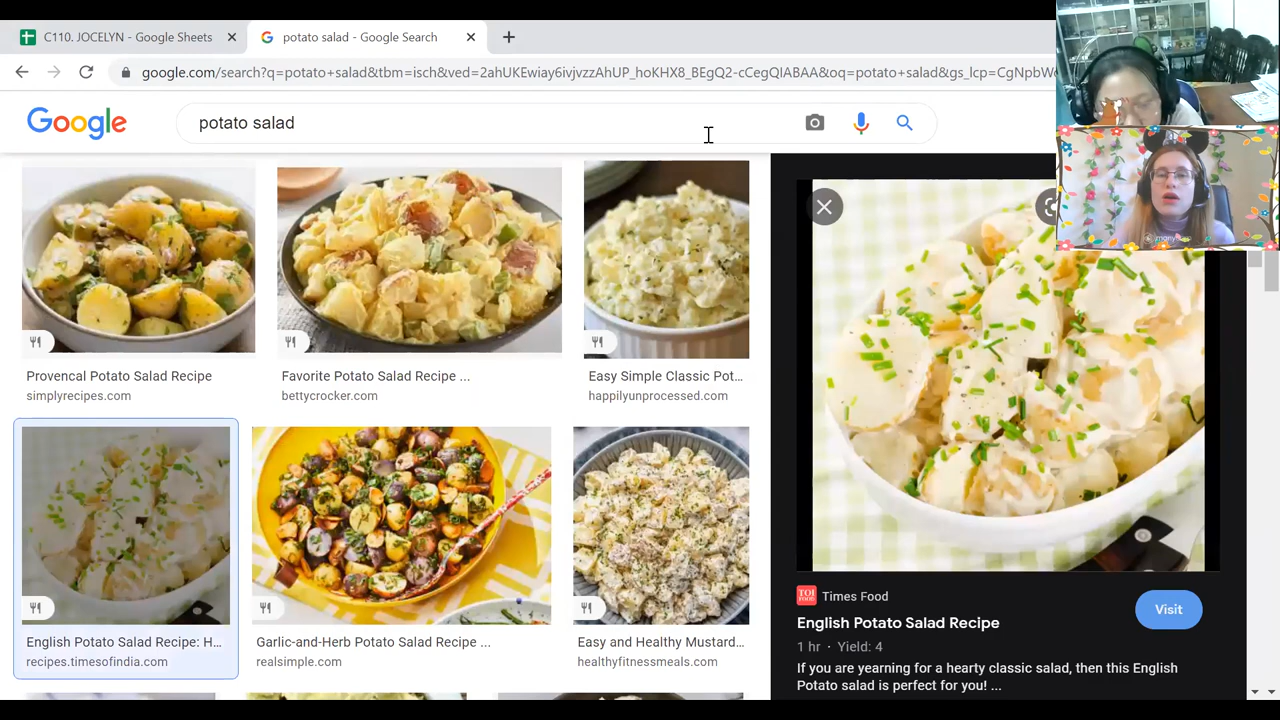 C110. JOCELYN - Google Sheets
potato salad - Google Search
google.com/search?q=potato+salad&tbm=isch&ved=2ahUKEwiay6ivjvzzAhUP_hoKHX8_BEgQ2-cCegQIABAA&oq=potato+salad&gs_lcp=CgNpbW
Google
potato salad
Provencal Potato Salad Recipe
simplyrecipes.com
Favorite Potato Salad Recipe ...
bettycrocker.com
Easy Simple Classic Pot...
happilyunprocessed.com
English Potato Salad Recipe: H...
recipes.timesofindia.com
Garlic-and-Herb Potato Salad Recipe ...
realsimple.com
Easy and Healthy Mustard...
healthyfitnessmeals.com
TOI
FOOD
Times Food
Visit
English Potato Salad Recipe
1 hr · Yield: 4
If you are yearning for a hearty classic salad, then this English
Potato salad is perfect for you! ...